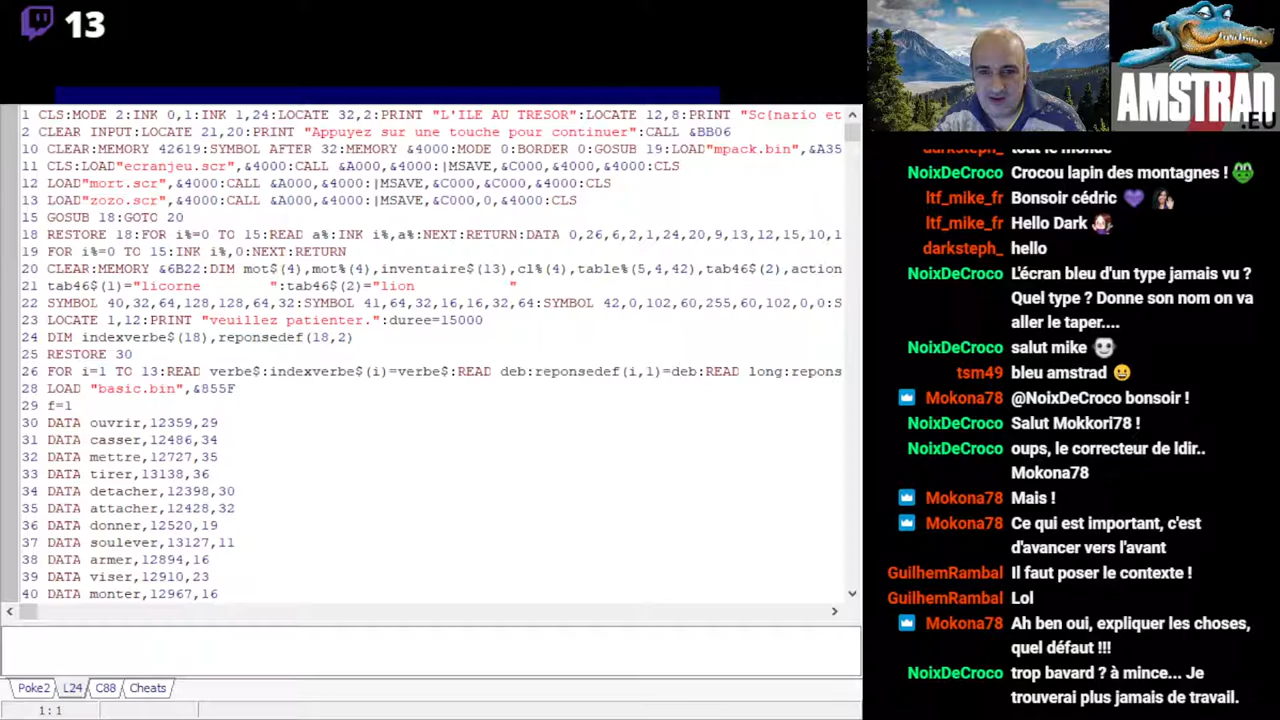 13
1 CLS:MODE 2:INK 0,1:INK 1,24:LOCATE 32,2:PRINT "L'ILE AU TRESOR":LOCATE 12,8:PRINT "Sc{nario et
2 CLEAR INPUT:LOCATE 21,20:PRINT "Appuyez sur une touche pour continuer":CALL &BB06
10 CLEAR:MEMORY 42619:SYMBOL AFTER 32:MEMORY &4000:MODE 0:BORDER 0:GOSUB 19:LOAD"mpack.bin",&A35
11 CLS:LOAD"ecranjeu.scr",&4000:CALL &A000,&4000:|MSAVE,&C000,&4000:CLS
12 LOAD"mort.scr",&4000:CALL &A000,&4000:|MSAVE,&C000,&C000,&4000:CLS
13 LOAD"zozo.scr",&4000:CALL &A000,&4000:|MSAVE,&C000,0,&4000:CLS
15 GOSUB 18:GOTO 20
18 RESTORE 18:FOR i%=0 TO 15:READ a%:INK i%,a%:NEXT:RETURN:DATA 0,26,6,2,1,24,20,9,13,12,15,10,1
19 FOR i%=0 TO 15:INK i%,0:NEXT:RETURN
20 CLEAR:MEMORY &6B22:DIM mot$(4),mot%(4),inventaire$(13),cl%(4),table%(5,4,42),tab46$(2),action
21 tab46$(1)="licorne        ":tab46$(2)="lion           "
22 SYMBOL 40,32,64,128,128,64,32:SYMBOL 41,64,32,16,16,32,64:SYMBOL 42,0,102,60,255,60,102,0,0:S
23 LOCATE 1,12:PRINT "veuillez patienter.":duree=15000
24 DIM indexverbe$(18),reponsedef(18,2)
25 RESTORE 30
26 FOR i=1 TO 13:READ verbe$:indexverbe$(i)=verbe$:READ deb:reponsedef(i,1)=deb:READ long:repons
28 LOAD "basic.bin",&855F
29 f=1
30 DATA ouvrir,12359,29
31 DATA casser,12486,34
32 DATA mettre,12727,35
33 DATA tirer,13138,36
34 DATA detacher,12398,30
35 DATA attacher,12428,32
36 DATA donner,12520,19
37 DATA soulever,13127,11
38 DATA armer,12894,16
39 DATA viser,12910,23
40 DATA monter,12967,16
Poke2 L24 C88 Cheats
1: 1
AMSTRAD
.EU
darksteph_ tout le monde
NoixDeCroco Crocou lapin des montagnes !
ltf_mike_fr Bonsoir cédric
ltf_mike_fr Hello Dark
darksteph_ hello
NoixDeCroco L'écran bleu d'un type jamais vu ?
Quel type ? Donne son nom on va
aller le taper....
NoixDeCroco salut mike
tsm49 bleu amstrad
Mokona78 @NoixDeCroco bonsoir !
NoixDeCroco Salut Mokkori78 !
NoixDeCroco oups, le correcteur de ldir..
Mokona78
Mokona78 Mais !
Mokona78 Ce qui est important, c'est
d'avancer vers l'avant
GuilhemRambal Il faut poser le contexte !
GuilhemRambal Lol
Mokona78 Ah ben oui, expliquer les choses,
quel défaut !!!
NoixDeCroco trop bavard ? à mince... Je
trouverai plus jamais de travail.